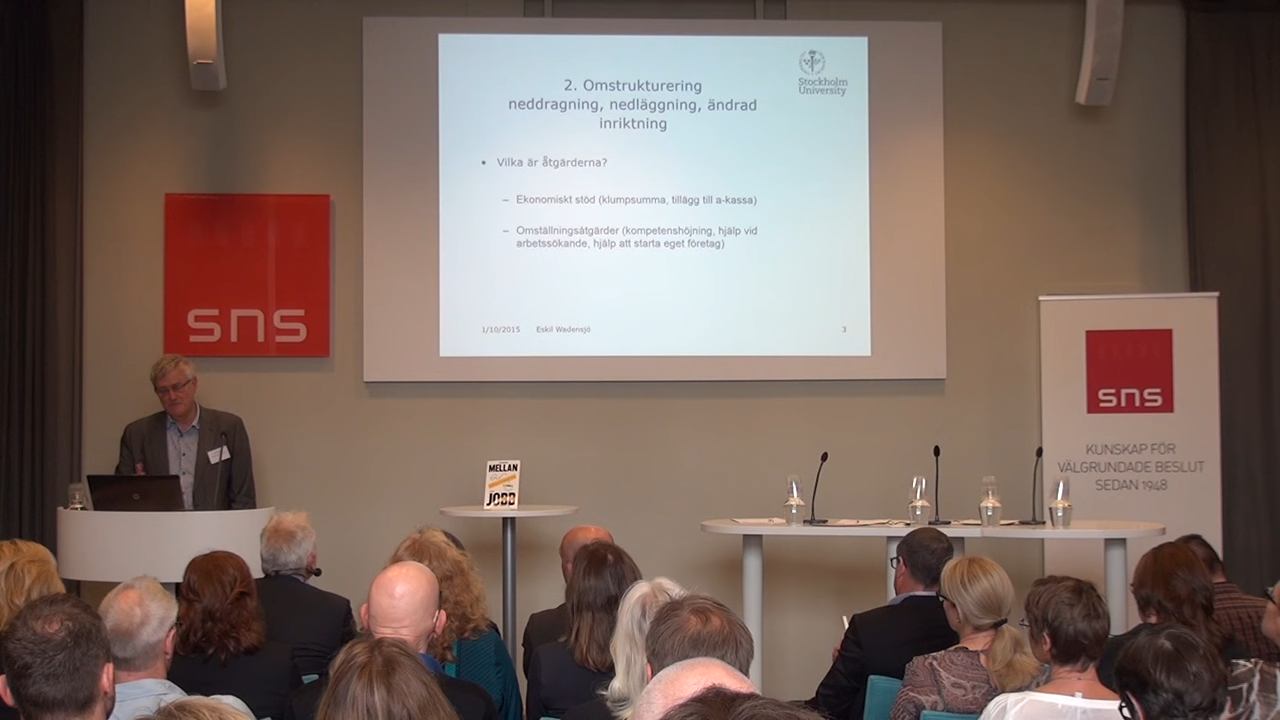 2. Omstrukturering
neddragning, nedläggning, ändrad
inriktning
Stockholm
University
• Vilka är åtgärderna?
– Ekonomiskt stöd (klumpsumma, tillägg till a-kassa)
– Omställningsåtgärder (kompetenshöjning, hjälp vid
arbetssökande, hjälp att starta eget företag)
1/10/2015 Eskil Wadensjö 3
sns
sns
KUNSKAP FÖR
VÄLGRUNDADE BESLUT
SEDAN 1948
MELLAN
JOBB